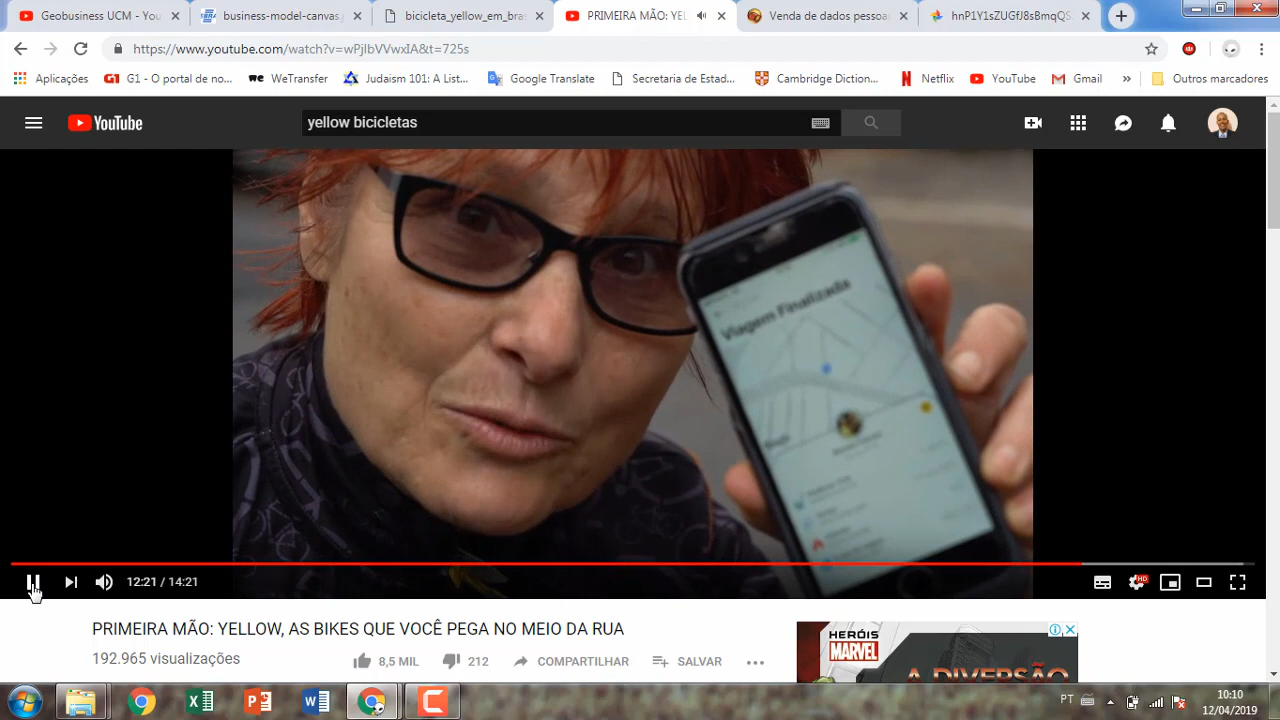 Geobusiness UCM - You
business-model-canvas
bicicleta_yellow_em_bo
PRIMEIRA MÃO: YEL
Venda de dados pessoa
hnP1Y1sZUGfJ8sBmqQS
https://www.youtube.com/watch?v=wPjlbVVwxIA&t=725s
Aplicações
G1 - O portal de no...
WeTransfer
Judaism 101: A List...
Google Translate
Secretaria de Estad...
Cambridge Diction...
Netflix
YouTube
Gmail
»
Outros marcadores
YouTube
yellow bicicletas
Viagem Finalizada
12:21 / 14:21
HD
PRIMEIRA MÃO: YELLOW, AS BIKES QUE VOCÊ PEGA NO MEIO DA RUA
192.965 visualizações
8,5 MIL
212
COMPARTILHAR
SALVAR
HERÓIS
MARVEL
A DIVERSÃO
PT
10:10
12/04/2019